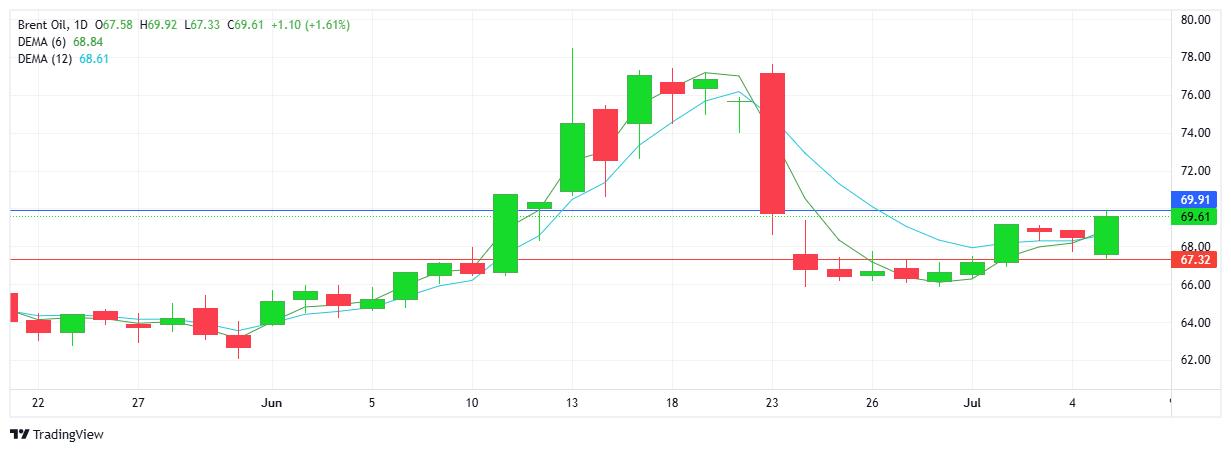 Brent Oil, 1D O67.58 H69.92 L67.33 C69.61 +1.10 (+1.61%)
DEMA (6) 68.84
DEMA (12) 68.61
80.00
78.00
76.00
74.00
72.00
69.91
69.61
68.00
67.32
66.00
64.00
62.00
22 27 Jun 5 10 13 18 23 26 Jul 4
TradingView